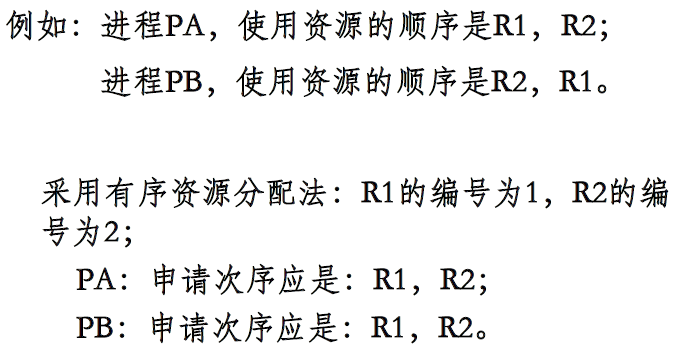 例如：进程PA，使用资源的顺序是R1，R2；
进程PB，使用资源的顺序是R2，R1。
采用有序资源分配法：R1的编号为1，R2的编
号为2；
PA：申请次序应是：R1，R2；
PB：申请次序应是：R1，R2。